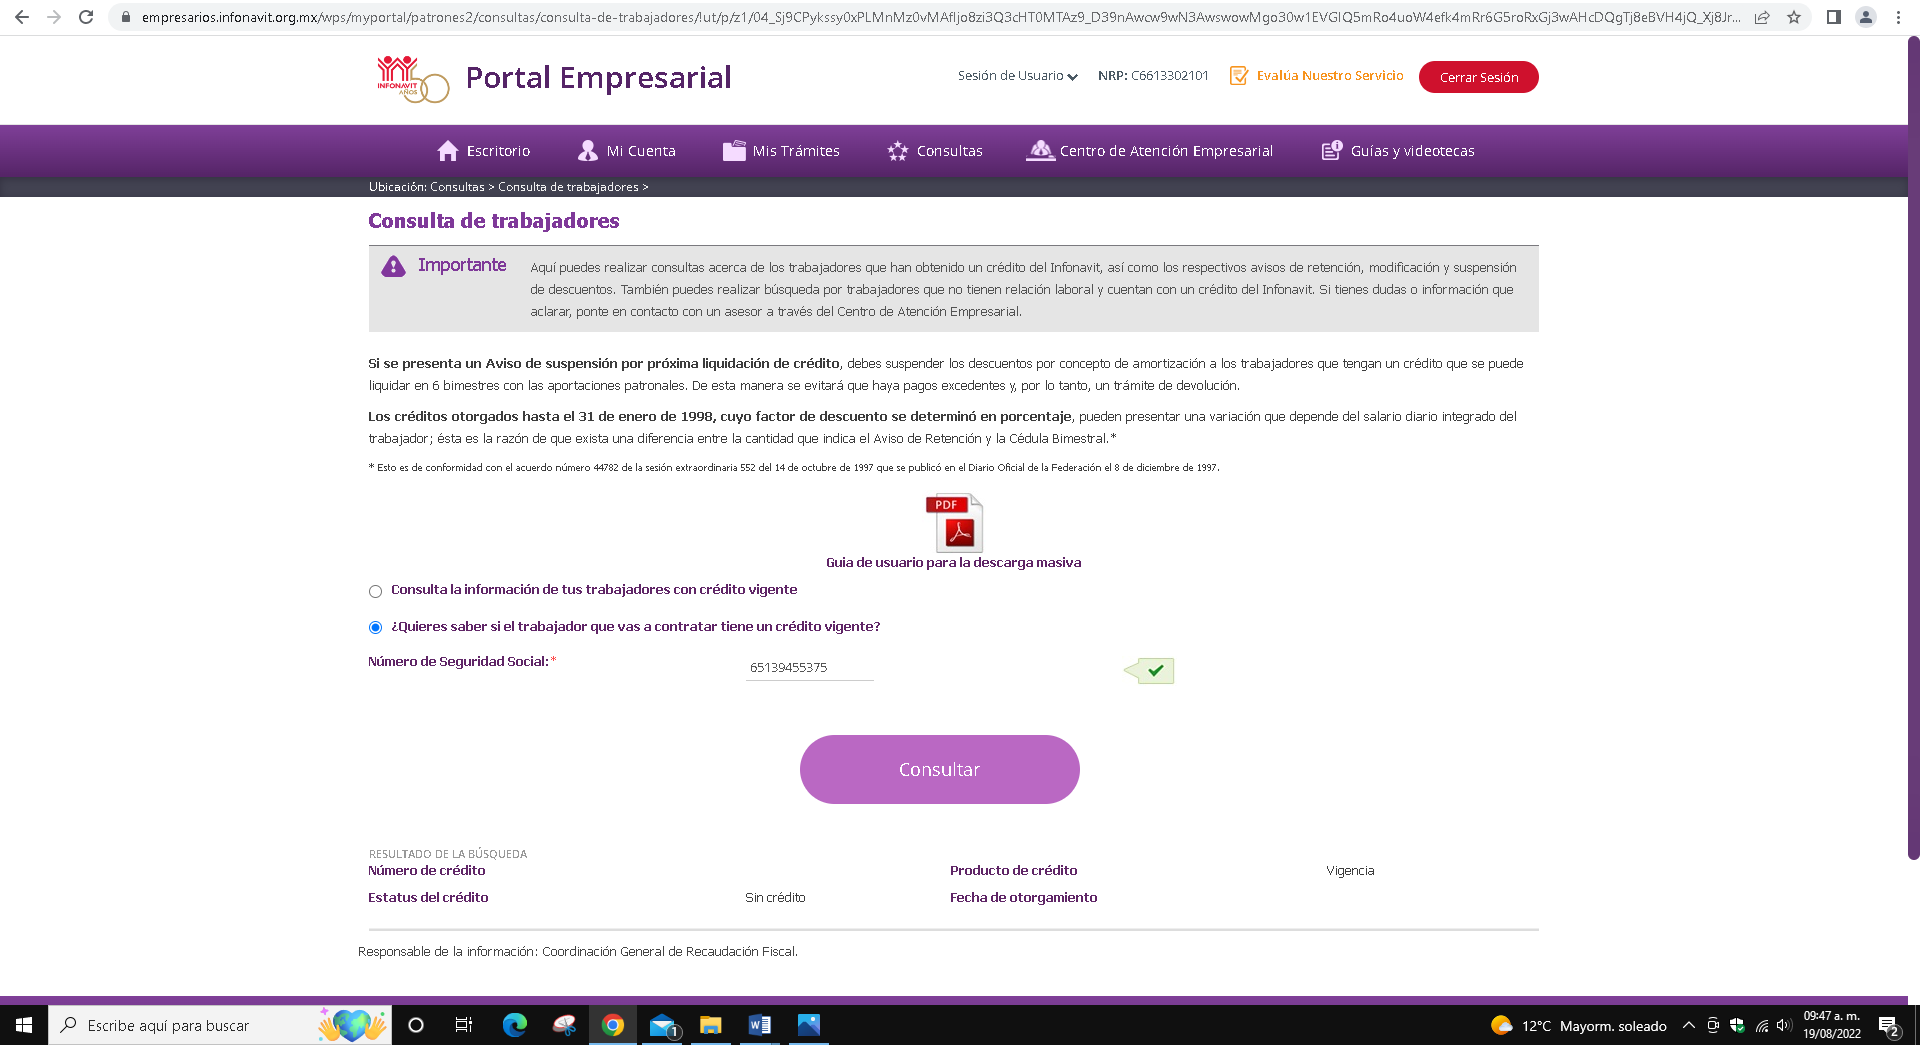 empresarios.infonavit.org.mx/wps/myportal/patrones2/consultas/consulta-de-trabajadores/!ut/p/z1/04_Sj9CPykssy0xPLMnMz0vMAfIjo8zi3Q3cHT0MTAz9_D39nAwcw9wN3AwswowMgo30w1EVGIQ5mRo4uoW4efk4mRr6G5roRxGj3wAHcDQgTj8eBVH4jQ_Xj8Jr...
INFONAVIT
AÑOS
Portal Empresarial
Sesión de Usuario
NRP: C6613302101
Evalúa Nuestro Servicio
Cerrar Sesión
Escritorio
Mi Cuenta
Mis Trámites
Consultas
Centro de Atención Empresarial
Guías y videotecas
Ubicación: Consultas > Consulta de trabajadores >
Consulta de trabajadores
Importante
Aquí puedes realizar consultas acerca de los trabajadores que han obtenido un crédito del Infonavit, así como los respectivos avisos de retención, modificación y suspensión
de descuentos. También puedes realizar búsqueda por trabajadores que no tienen relación laboral y cuentan con un crédito del Infonavit. Si tienes dudas o información que
aclarar, ponte en contacto con un asesor a través del Centro de Atención Empresarial.
Si se presenta un Aviso de suspensión por próxima liquidación de crédito, debes suspender los descuentos por concepto de amortización a los trabajadores que tengan un crédito que se puede
liquidar en 6 bimestres con las aportaciones patronales. De esta manera se evitará que haya pagos excedentes y, por lo tanto, un trámite de devolución.
Los créditos otorgados hasta el 31 de enero de 1998, cuyo factor de descuento se determinó en porcentaje, pueden presentar una variación que depende del salario diario integrado del
trabajador; ésta es la razón de que exista una diferencia entre la cantidad que indica el Aviso de Retención y la Cédula Bimestral.*
* Esto es de conformidad con el acuerdo número 44782 de la sesión extraordinaria 552 del 14 de octubre de 1997 que se publicó en el Diario Oficial de la Federación el 8 de diciembre de 1997.
PDF
Guia de usuario para la descarga masiva
Consulta la información de tus trabajadores con crédito vigente
¿Quieres saber si el trabajador que vas a contratar tiene un crédito vigente?
Número de Seguridad Social:* 65139455375
Consultar
RESULTADO DE LA BÚSQUEDA
Número de crédito Producto de crédito Vigencia
Estatus del crédito Sin crédito Fecha de otorgamiento
Responsable de la información: Coordinación General de Recaudación Fiscal.
Escribe aquí para buscar
1
12°C Mayorm. soleado
09:47 a. m.
19/08/2022
2